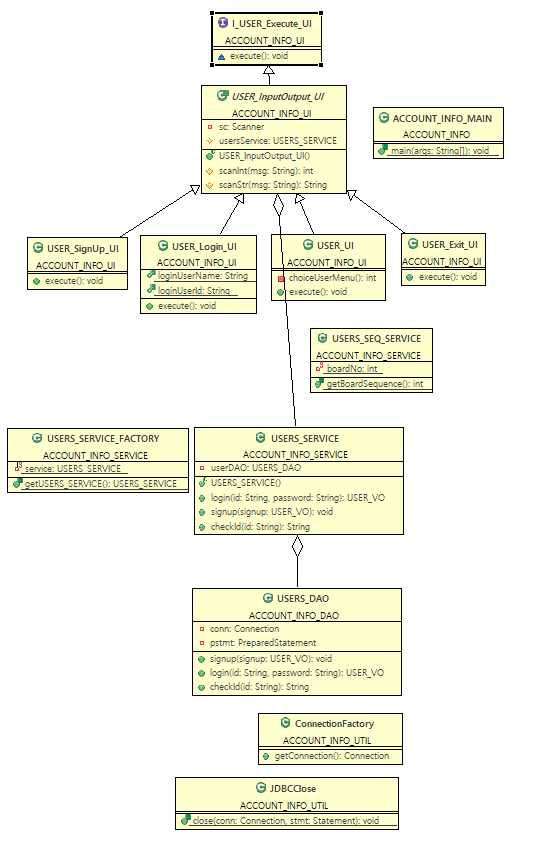 I_USER_Execute_UI
ACCOUNT_INFO_UI
execute(): void
USER_InputOutput_UI
ACCOUNT_INFO_UI
sc: Scanner
usersService: USERS_SERVICE
USER_InputOutput_UI()
scanInt(msg: String): int
scanStr(msg: String): String
ACCOUNT_INFO_MAIN
ACCOUNT_INFO
main(args: String[]): void
USER_SignUp_UI
ACCOUNT_INFO_UI
execute(): void
USER_Login_UI
ACCOUNT_INFO_UI
loginUserName: String
loginUserId: String
execute(): void
USER_UI
ACCOUNT_INFO_UI
choiceUserMenu(): int
execute(): void
USER_Exit_UI
ACCOUNT_INFO_UI
execute(): void
USERS_SEQ_SERVICE
ACCOUNT_INFO_SERVICE
boardNo: int
getBoardSequence(): int
USERS_SERVICE_FACTORY
ACCOUNT_INFO_SERVICE
service: USERS_SERVICE
getUSERS_SERVICE(): USERS_SERVICE
USERS_SERVICE
ACCOUNT_INFO_SERVICE
userDAO: USERS_DAO
USERS_SERVICE()
login(id: String, password: String): USER_VO
signup(signup: USER_VO): void
checkId(id: String): String
USERS_DAO
ACCOUNT_INFO_DAO
conn: Connection
pstmt: PreparedStatement
signup(signup: USER_VO): void
login(id: String, password: String): USER_VO
checkId(id: String): String
ConnectionFactory
ACCOUNT_INFO_UTIL
getConnection(): Connection
JDBCClose
ACCOUNT_INFO_UTIL
close(conn: Connection, stmt: Statement): void